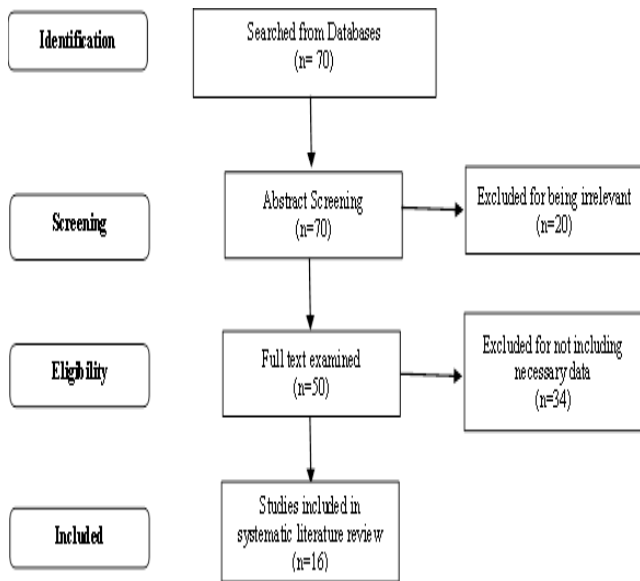 Identification
Searched from Databases
(n= 70)
Screening
Abstract Screening
(n=70)
Excluded for being irrelevant
(n=20)
Eligibility
Full text examined
(n=50)
Excluded for not including
necessary data
(n=34)
Included
Studies included in
systematic literature review
(n=16)